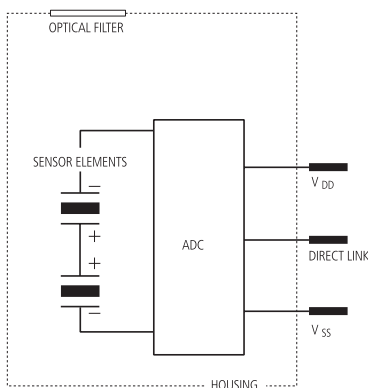 OPTICAL FILTER
SENSOR ELEMENTS
−
+
+
−
ADC
V DD
DIRECT LINK
V SS
HOUSING